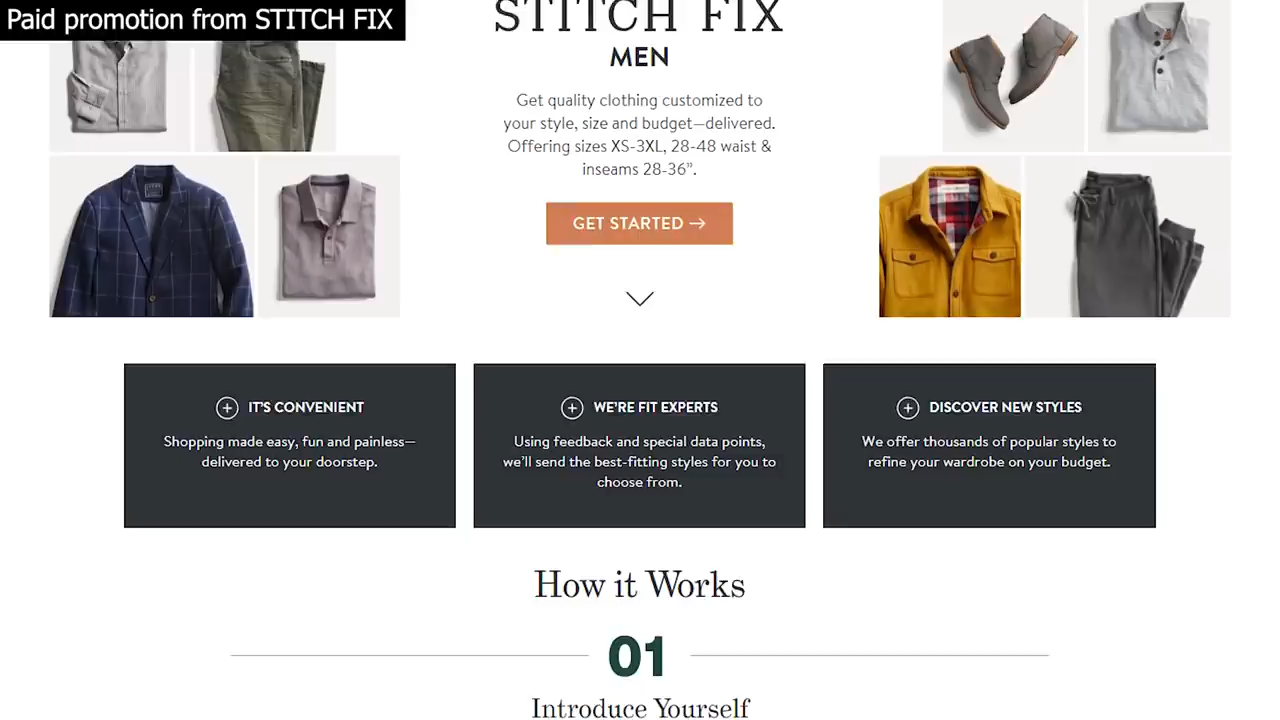 Paid promotion from STITCH FIX
STITCH FIX
MEN
Get quality clothing customized to
your style, size and budget—delivered.
Offering sizes XS-3XL, 28-48 waist &
inseams 28-36”.
GET STARTED →
IT'S CONVENIENT
Shopping made easy, fun and painless—
delivered to your doorstep.
WE'RE FIT EXPERTS
Using feedback and special data points,
we'll send the best-fitting styles for you to
choose from.
DISCOVER NEW STYLES
We offer thousands of popular styles to
refine your wardrobe on your budget.
How it Works
01
Introduce Yourself